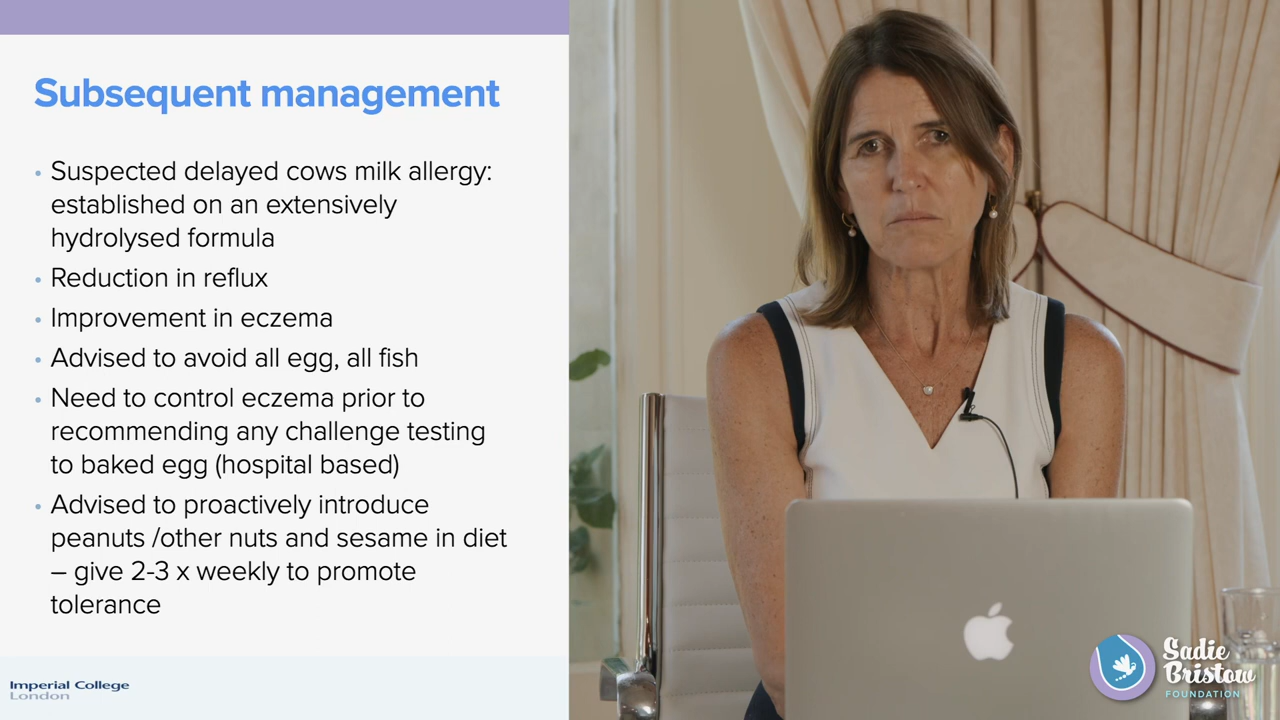 Subsequent management
• Suspected delayed cows milk allergy:
established on an extensively
hydrolysed formula
• Reduction in reflux
• Improvement in eczema
• Advised to avoid all egg, all fish
• Need to control eczema prior to
recommending any challenge testing
to baked egg (hospital based)
• Advised to proactively introduce
peanuts /other nuts and sesame in diet
– give 2-3 x weekly to promote
tolerance
Imperial College
London
Sadie
Bristow
FOUNDATION